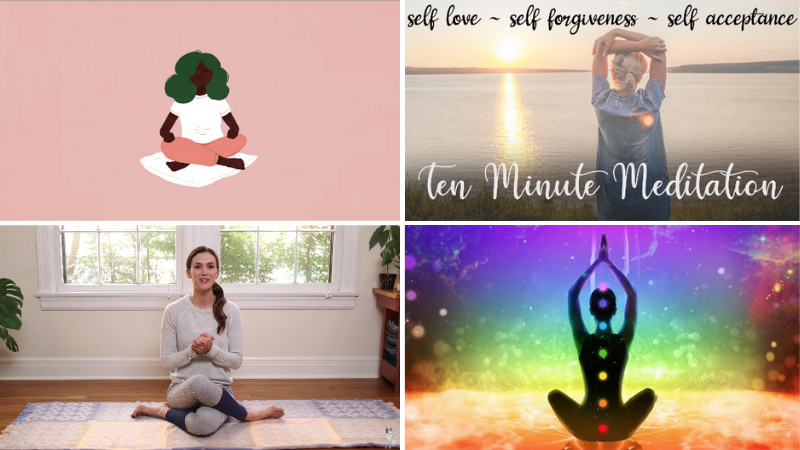 self love ~ self forgiveness ~ self acceptance
Ten Minute Meditation